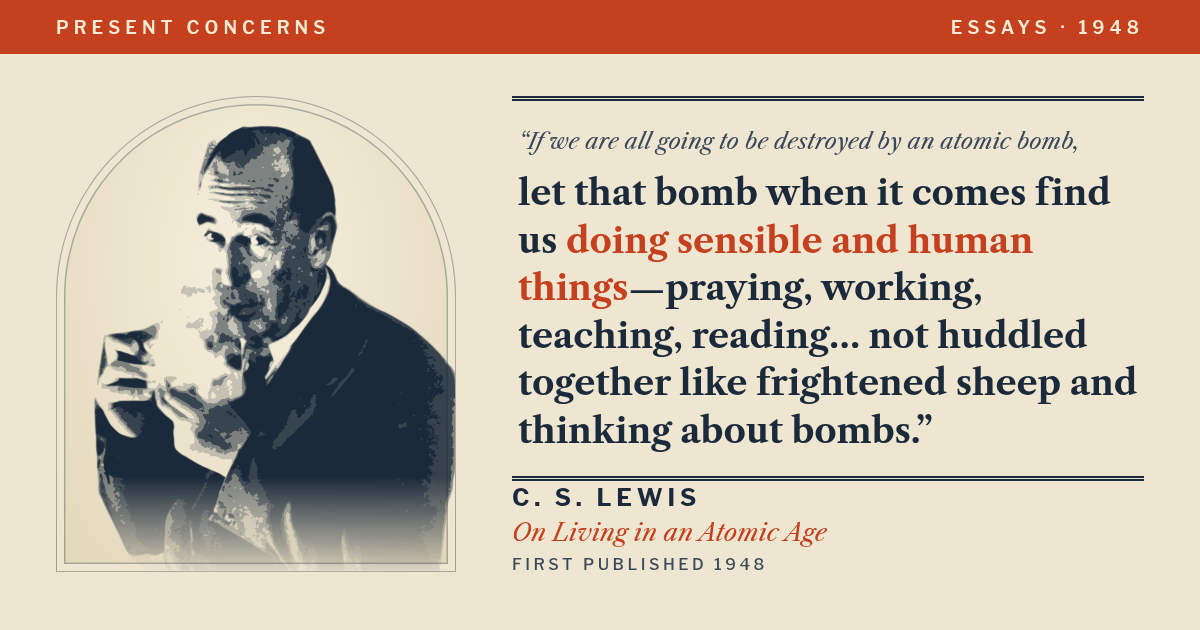 PRESENT CONCERNS
ESSAYS · 1948
“If we are all going to be destroyed by an atomic bomb,
let that bomb when it comes find
us doing sensible and human
things—praying, working,
teaching, reading... not huddled
together like frightened sheep and
thinking about bombs.”
C. S. LEWIS
On Living in an Atomic Age
FIRST PUBLISHED 1948